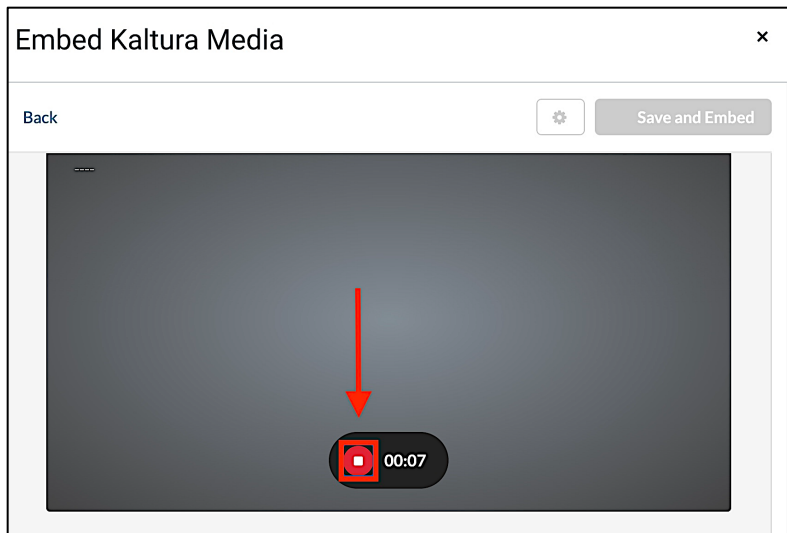 Embed Kaltura Media
×
Back
Save and Embed
----
00:07